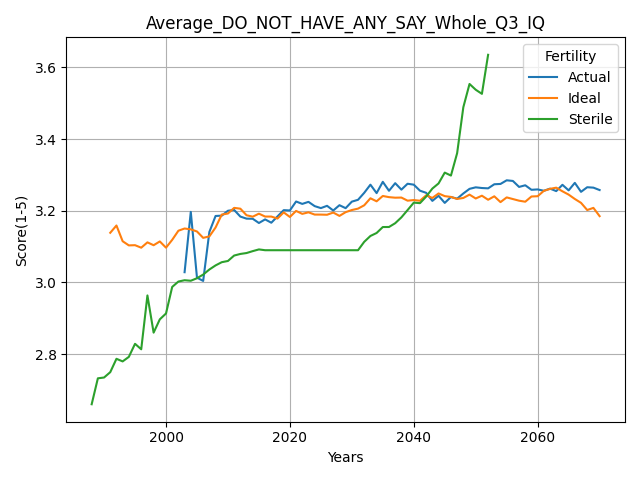 Average_DO_NOT_HAVE_ANY_SAY_Whole_Q3_IQ
Fertility
Actual
Ideal
Sterile
Score(1-5)
3.6
3.4
3.2
3.0
2.8
2000
2020
2040
2060
Years